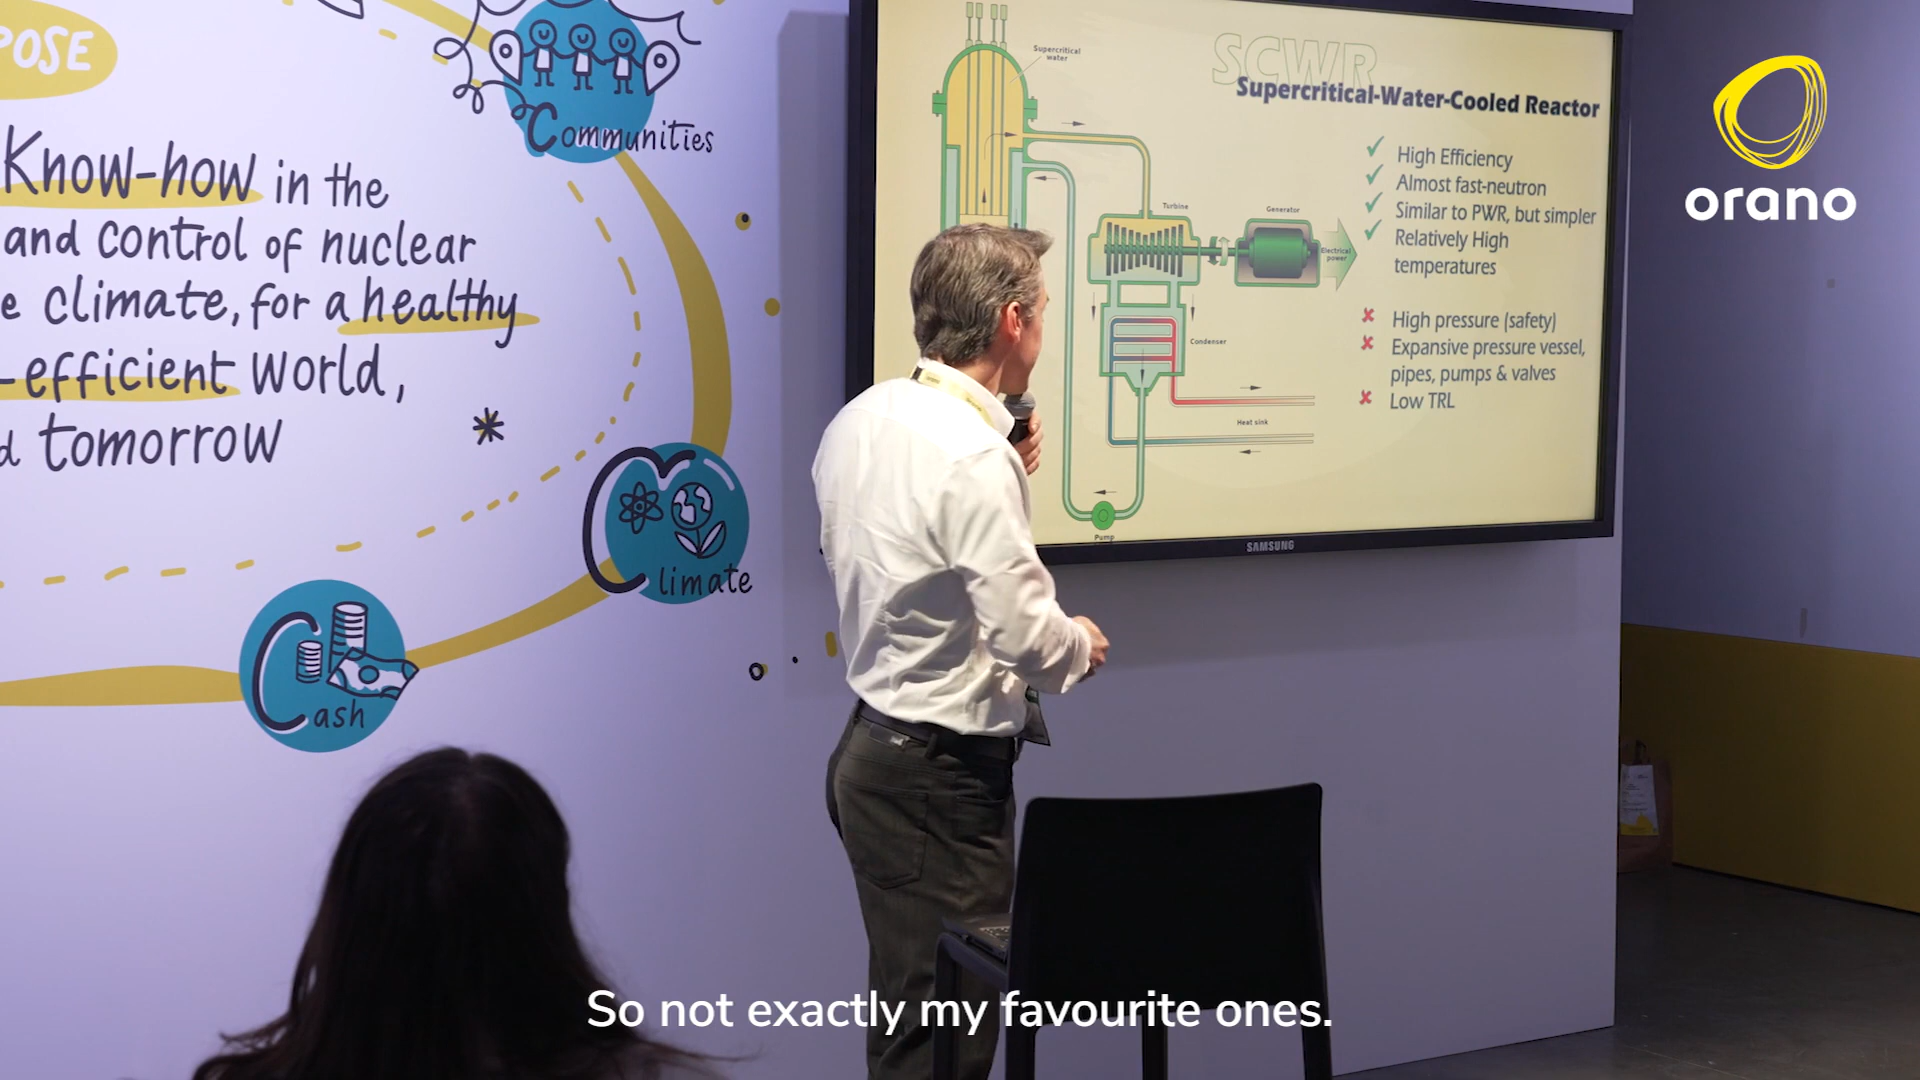 POSE
Know-how in the
and control of nuclear
e climate, for a healthy
-efficient world,
d tomorrow
Communities
Climate
Cash
SCWR
Supercritical-Water-Cooled Reactor
Supercritical
water
Turbine
Generator
Electrical
power
Condenser
Heat sink
Pump
✓ High Efficiency
✓ Almost fast-neutron
✓ Similar to PWR, but simpler
✓ Relatively High
temperatures
✘ High pressure (safety)
✘ Expansive pressure vessel,
pipes, pumps & valves
✘ Low TRL
SAMSUNG
orano
So not exactly my favourite ones.